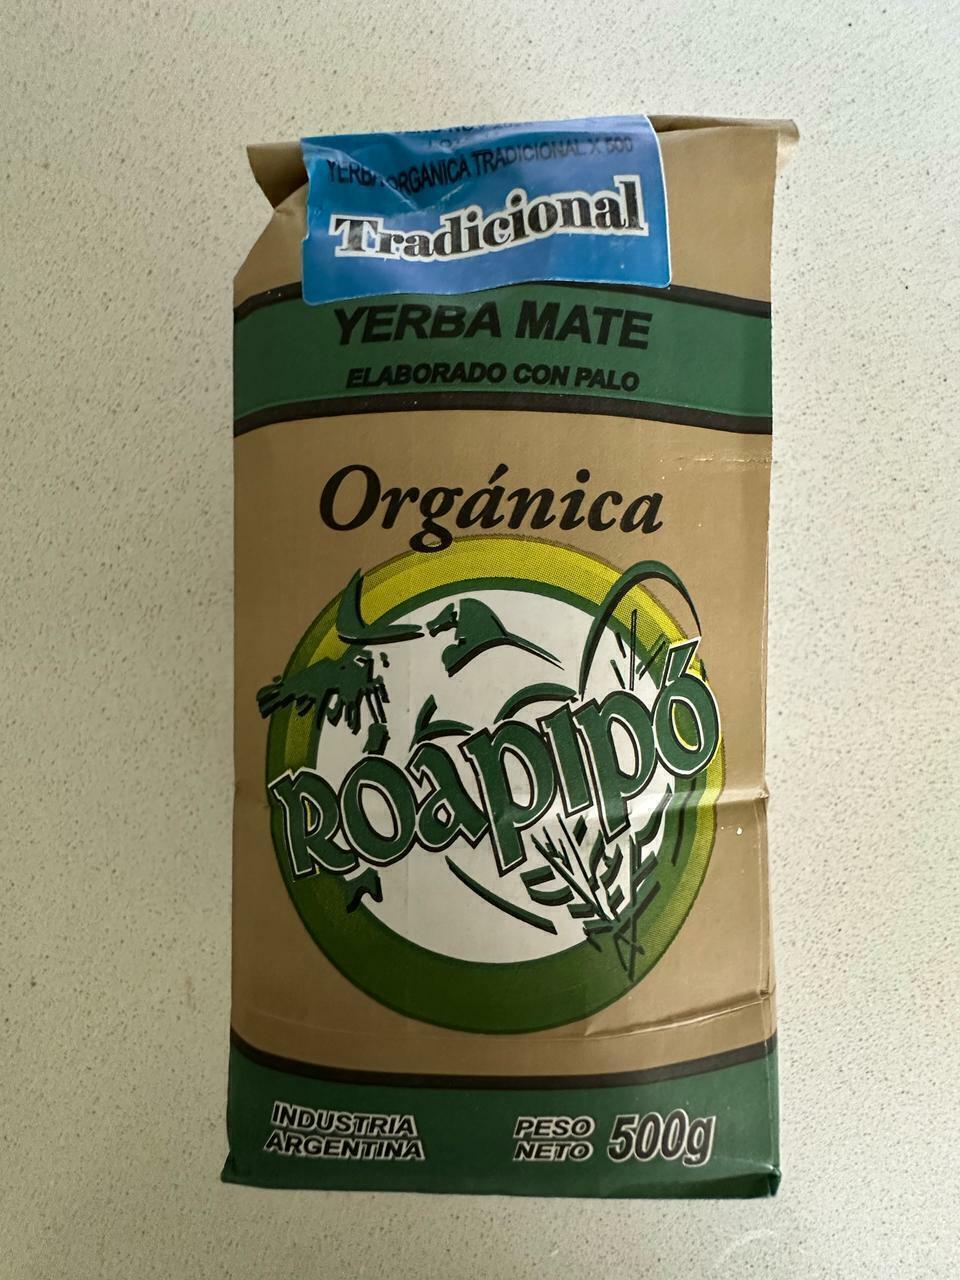 YERBA ORGANICA TRADICIONAL X 500
Tradicional
YERBA MATE
ELABORADO CON PALO
Orgánica
ROAPIPÓ
INDUSTRIA
ARGENTINA
PESO
NETO
500g